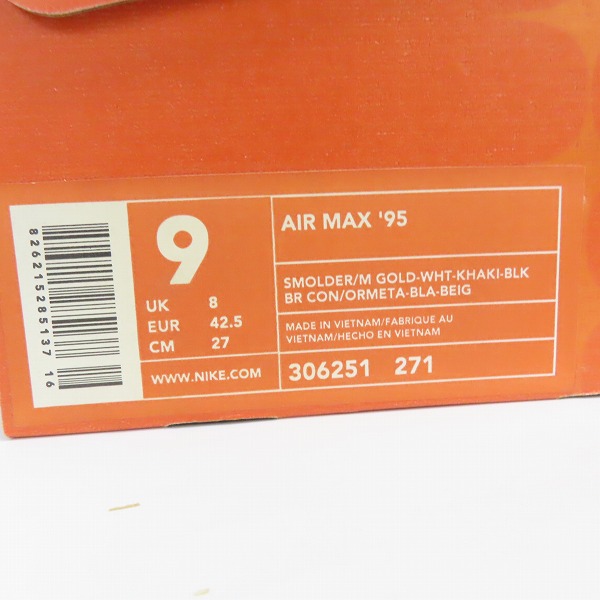 826215285137 16
9
UK 8
EUR 42.5
CM 27
WWW.NIKE.COM
AIR MAX '95
SMOLDER/M GOLD-WHT-KHAKI-BLK
BR CON/ORMETA-BLA-BEIG
MADE IN VIETNAM/FABRIQUE AU
VIETNAM/HECHO EN VIETNAM
306251 271